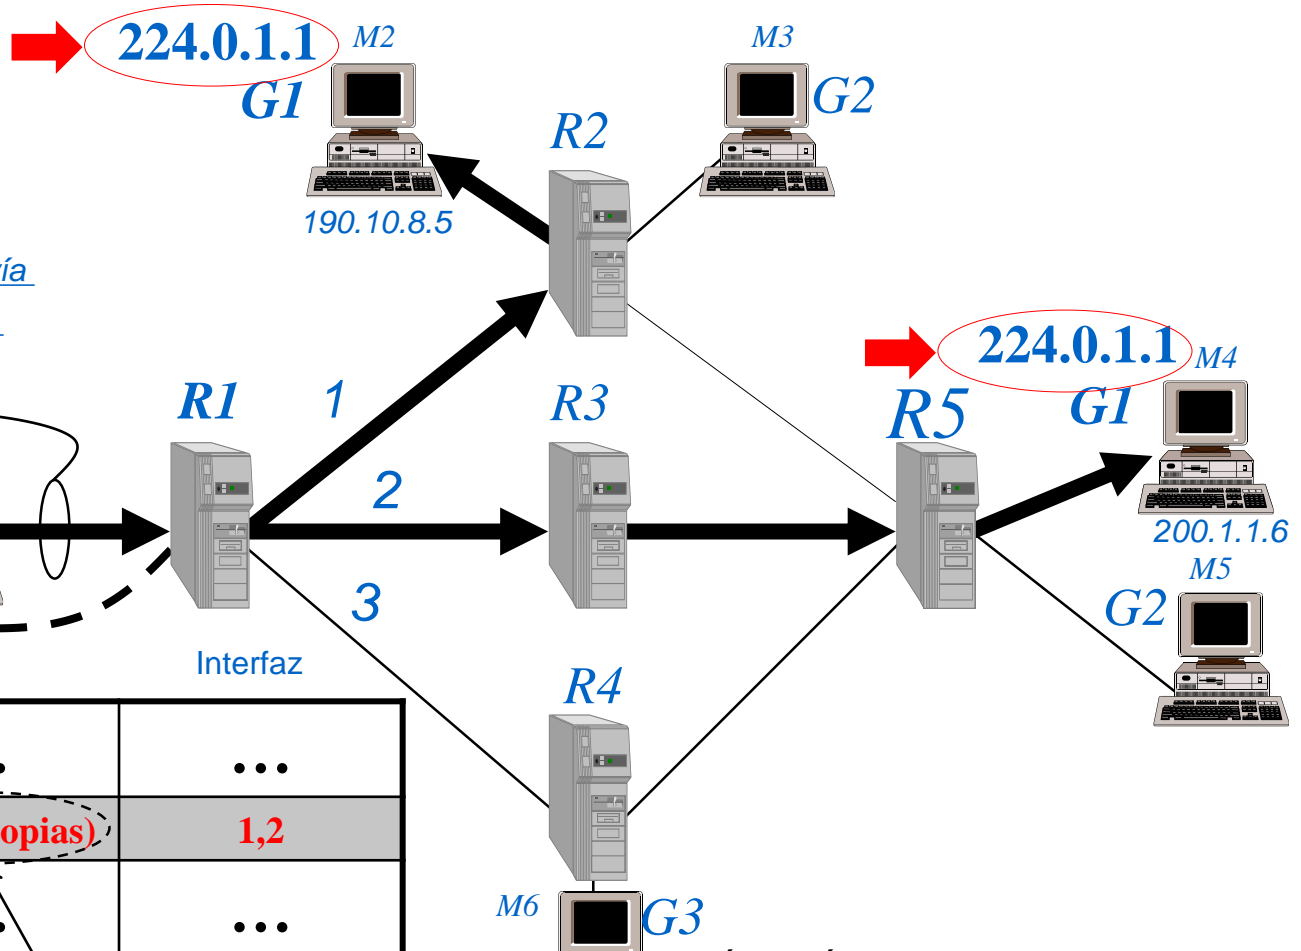 224.0.1.1
M2
M3
G1
G2
R2
190.10.8.5
224.0.1.1
M4
R1
1
R3
R5
G1
2
200.1.1.6
M5
3
G2
Interfaz
R4
...
opias)
1,2
...
M6
G3